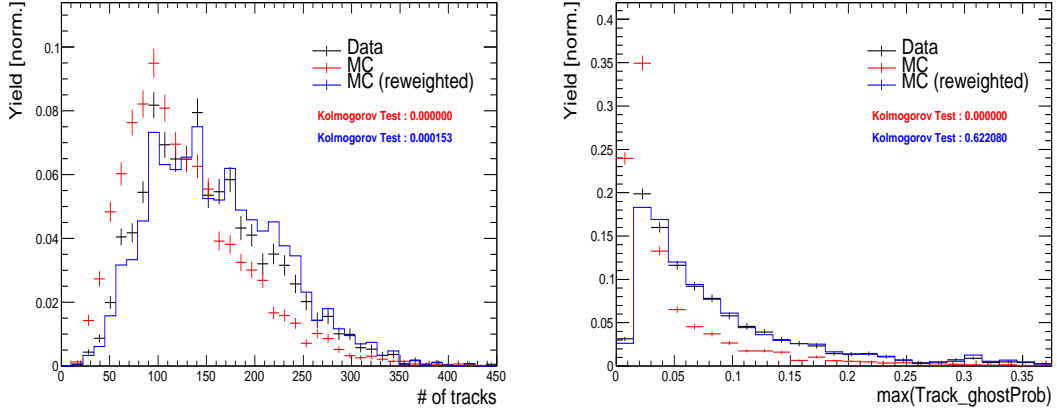 Yield [norm.]
0.1
0.08
0.06
0.04
0.02
0
0 50 100 150 200 250 300 350 400 450
# of tracks
Data
MC
MC (reweighted)
Kolmogorov Test : 0.000000
Kolmogorov Test : 0.000153
Yield [norm.]
0.4
0.35
0.3
0.25
0.2
0.15
0.1
0.05
0
0 0.05 0.1 0.15 0.2 0.25 0.3 0.35
max(Track_ghostProb)
Data
MC
MC (reweighted)
Kolmogorov Test : 0.000000
Kolmogorov Test : 0.622080